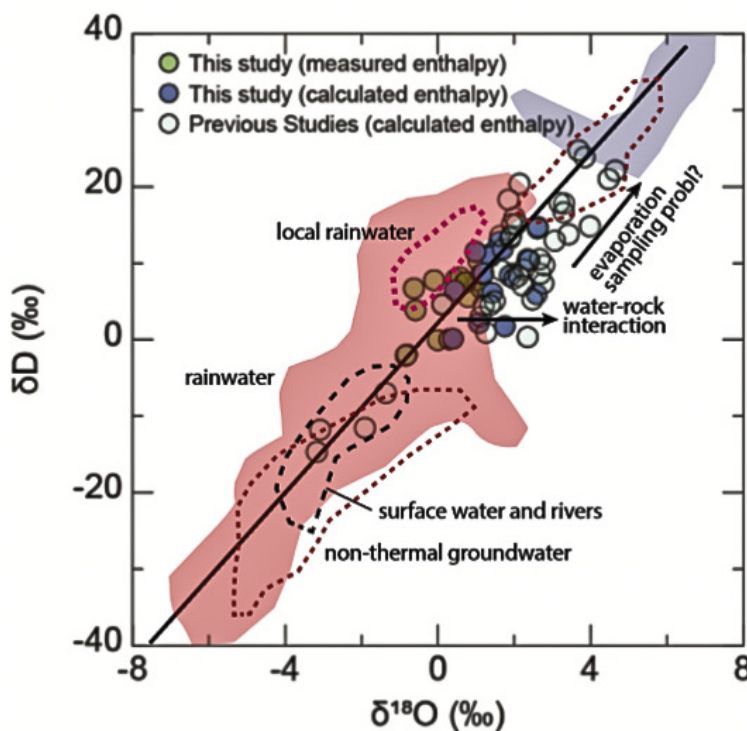 40
This study (measured enthalpy)
This study (calculated enthalpy)
Previous Studies (calculated enthalpy)
20
local rainwater
evaporation
sampling probl?
water-rock
interaction
0
δD (‰)
rainwater
-20
surface water and rivers
non-thermal groundwater
-40
-8
-4
0
4
8
δ¹⁸O (‰)